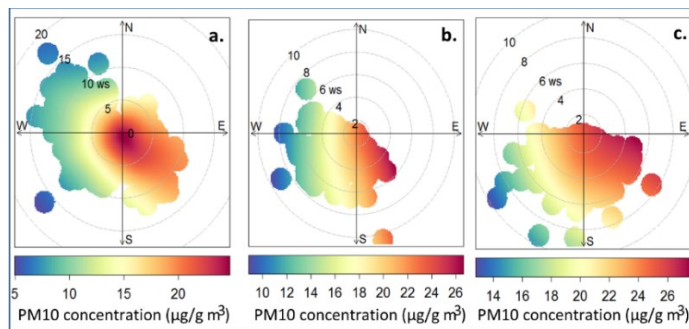 N
20
a.
15
10 ws
5
0
W
E
S
5 10 15 20
PM10 concentration (µg/g m³)
N
b.
10
8
6 ws
4
2
W
E
S
10 12 14 16 18 20 22 24 26
PM10 concentration (µg/g m³)
N
c.
10
8
6 ws
4
2
W
E
S
14 16 18 20 22 24 26
PM10 concentration (µg/g m³)